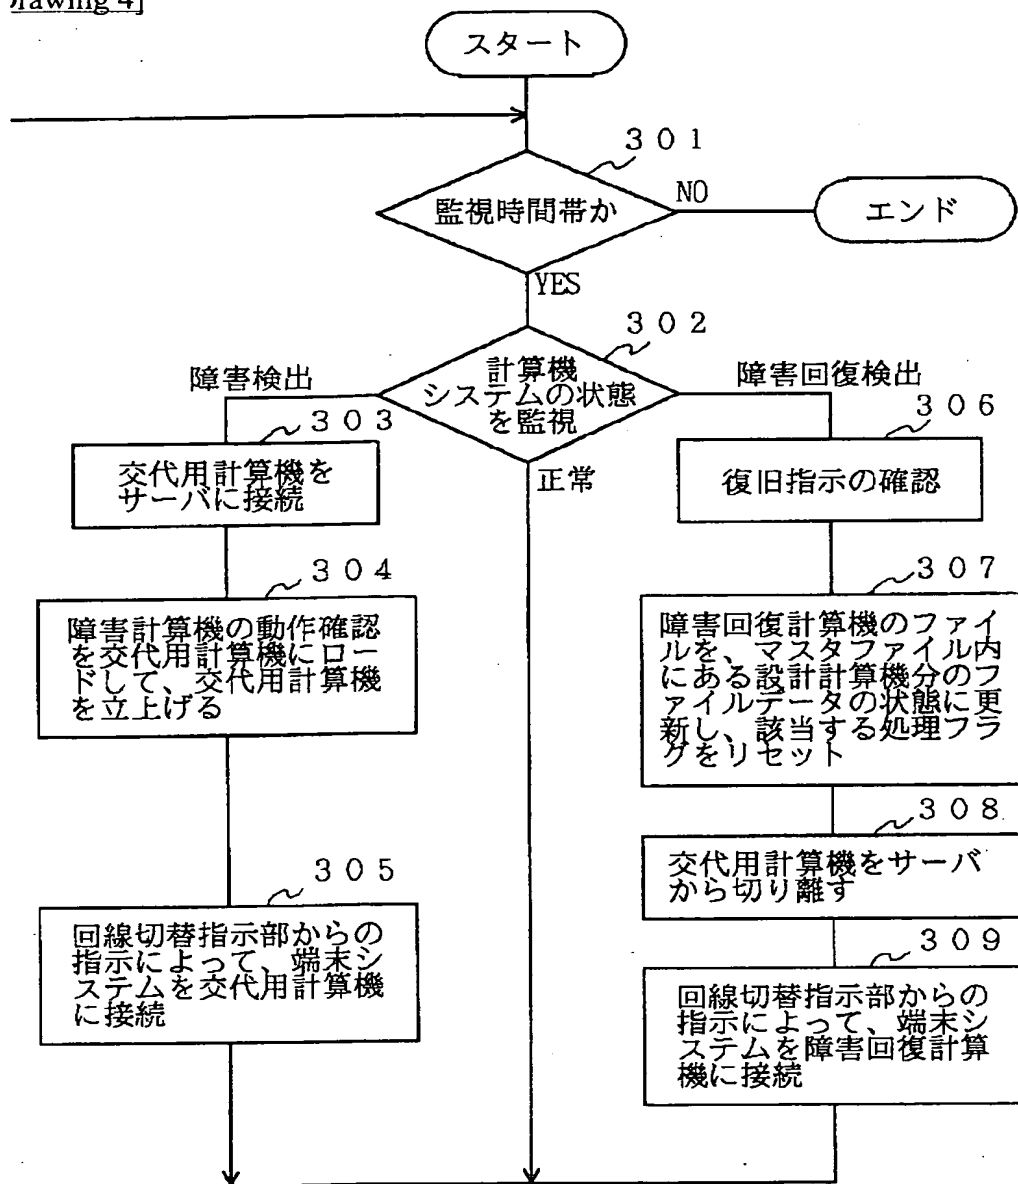 Drawing 4]
スタート
３０１
監視時間帯か
NO
エンド
YES
３０２
計算機
システムの状態
を監視
障害検出
障害回復検出
正常
３０３
交代用計算機を
サーバに接続
３０４
障害計算機の動作確認
を交代用計算機にロー
ドして、交代用計算機
を立上げる
３０５
回線切替指示部からの
指示によって、端末シ
ステムを交代用計算機
に接続
３０６
復旧指示の確認
３０７
障害回復計算機のファイ
ルを、マスタファイル内
にある設計計算機分のフ
ァイルデータの状態に更
新し、該当する処理フラ
グをリセット
３０８
交代用計算機をサーバ
から切り離す
３０９
回線切替指示部からの
指示によって、端末シ
ステムを障害回復計算
機に接続